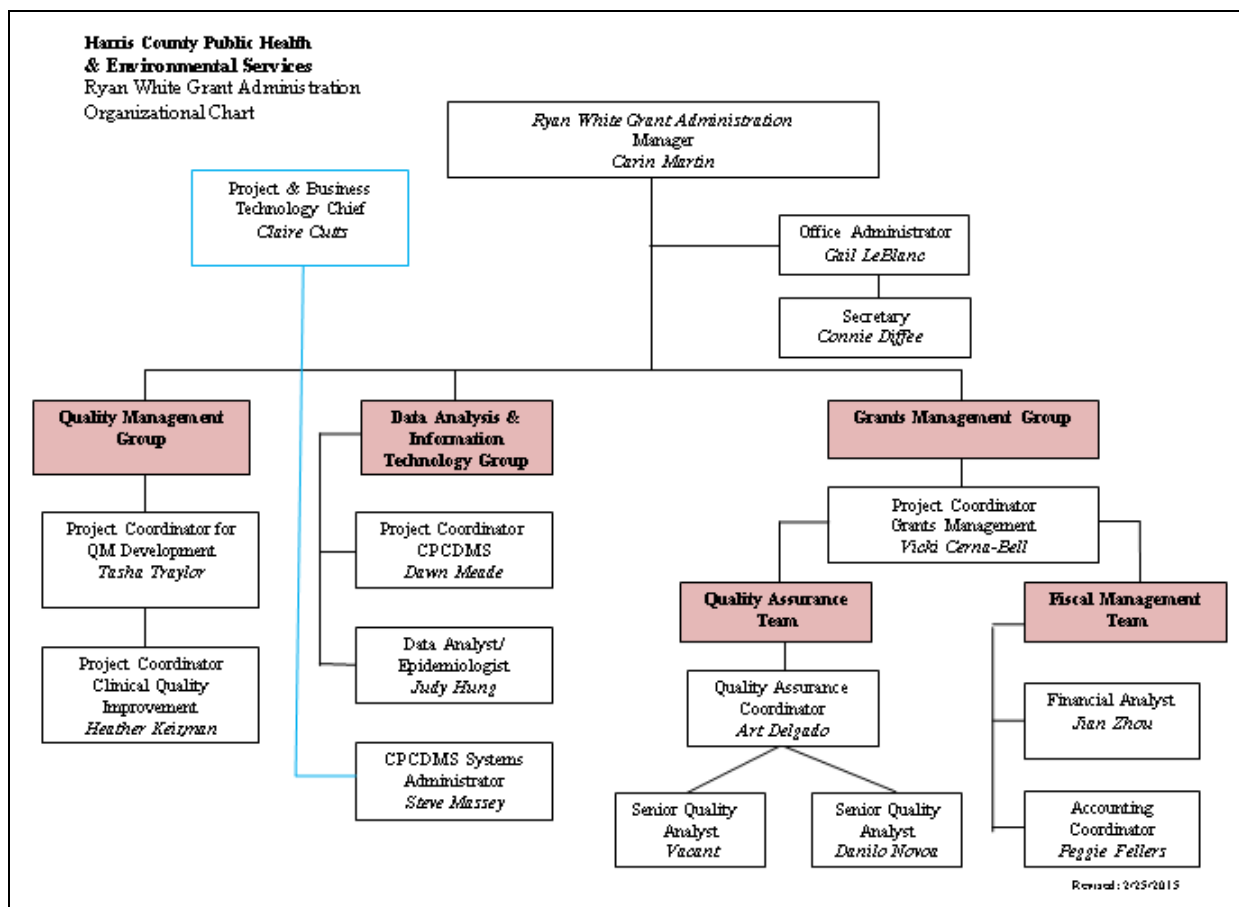 Harris County Public Health
& Environmental Services
Ryan White Grant Administration
Organizational Chart
Ryan White Grant Administration
Manager
Carin Martin
Project & Business
Technology Chief
Claire Cutts
Office Administrator
Gail LeBlanc
Secretary
Connie Diffee
Quality Management
Group
Data Analysis &
Information
Technology Group
Grants Management Group
Project Coordinator for
QM Development
Tasha Traylor
Project Coordinator
CPCDMS
Dawn Meade
Project Coordinator
Grants Management
Vicki Cerna-Bell
Quality Assurance
Team
Fiscal Management
Team
Project Coordinator
Clinical Quality
Improvement
Heather Keizman
Data Analyst/
Epidemiologist
Judy Hung
Quality Assurance
Coordinator
Art Delgado
Financial Analyst
Jian Zhou
CPCDMS Systems
Administrator
Steve Massey
Senior Quality
Analyst
Vacant
Senior Quality
Analyst
Danilo Novoa
Accounting
Coordinator
Peggie Fellers
Revised: 2/25/2015